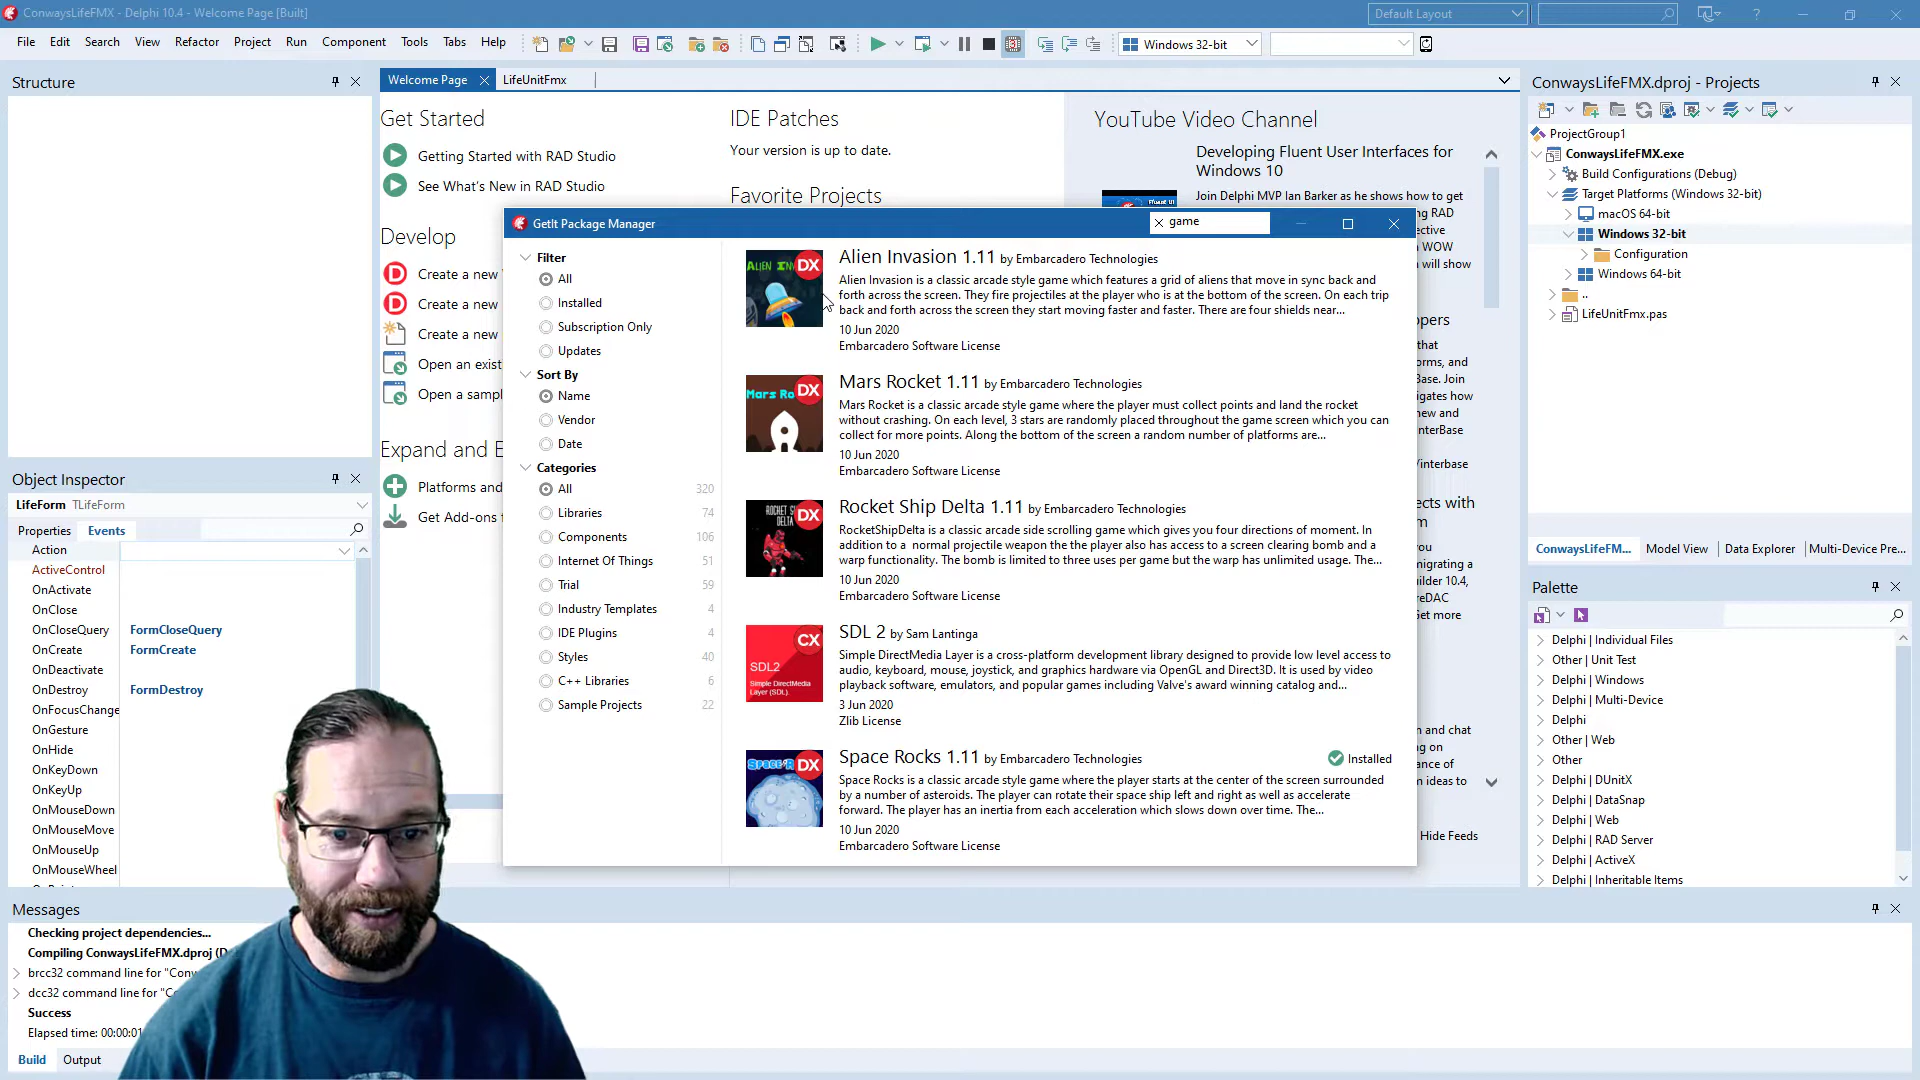 ConwaysLifeFMX - Delphi 10.4 - Welcome Page [Built]
Default Layout
File Edit Search View Refactor Project Run Component Tools Tabs Help
Windows 32-bit
Structure
Welcome Page
LifeUnitFmx
Get Started
Getting Started with RAD Studio
See What's New in RAD Studio
Develop
Create a new
Create a new
Create a new
Open an exist
Open a sampl
Expand and E
Platforms and
Get Add-ons f
IDE Patches
Your version is up to date.
Favorite Projects
YouTube Video Channel
Developing Fluent User Interfaces for
Windows 10
Join Delphi MVP Ian Barker as he shows how to get
GetIt Package Manager
game
Filter
All
Installed
Subscription Only
Updates
Sort By
Name
Vendor
Date
Categories
All 320
Libraries 74
Components 106
Internet Of Things 51
Trial 59
Industry Templates 4
IDE Plugins 4
Styles 40
C++ Libraries 6
Sample Projects 22
DX
Alien Invasion 1.11 by Embarcadero Technologies
Alien Invasion is a classic arcade style game which features a grid of aliens that move in sync back and
forth across the screen. They fire projectiles at the player who is at the bottom of the screen. On each trip
back and forth across the screen they start moving faster and faster. There are four shields near...
10 Jun 2020
Embarcadero Software License
DX
Mars Rocket 1.11 by Embarcadero Technologies
Mars Rocket is a classic arcade style game where the player must collect points and land the rocket
without crashing. On each level, 3 stars are randomly placed throughout the game screen which you can
collect for more points. Along the bottom of the screen a random number of platforms are...
10 Jun 2020
Embarcadero Software License
DX
Rocket Ship Delta 1.11 by Embarcadero Technologies
RocketShipDelta is a classic arcade side scrolling game which gives you four directions of moment. In
addition to a normal projectile weapon the the player also has access to a screen clearing bomb and a
warp functionality. The bomb is limited to three uses per game but the warp has unlimited usage. The...
10 Jun 2020
Embarcadero Software License
CX
SDL2
Simple DirectMedia
Layer (SDL).
SDL 2 by Sam Lantinga
Simple DirectMedia Layer is a cross-platform development library designed to provide low level access to
audio, keyboard, mouse, joystick, and graphics hardware via OpenGL and Direct3D. It is used by video
playback software, emulators, and popular games including Valve's award winning catalog and...
3 Jun 2020
Zlib License
DX
Space Rocks 1.11 by Embarcadero Technologies
Installed
Space Rocks is a classic arcade style game where the player starts at the center of the screen surrounded
by a number of asteroids. The player can rotate their space ship left and right as well as accelerate
forward. The player has an inertia from each acceleration which slows down over time. The...
10 Jun 2020
Embarcadero Software License
Hide Feeds
Object Inspector
LifeForm TLifeForm
Properties Events
Action
ActiveControl
OnActivate
OnClose
OnCloseQuery FormCloseQuery
OnCreate FormCreate
OnDeactivate
OnDestroy FormDestroy
OnFocusChange
OnGesture
OnHide
OnKeyDown
OnKeyUp
OnMouseDown
OnMouseMove
OnMouseUp
OnMouseWheel
ConwaysLifeFMX.dproj - Projects
ProjectGroup1
ConwaysLifeFMX.exe
Build Configurations (Debug)
Target Platforms (Windows 32-bit)
macOS 64-bit
Windows 32-bit
Configuration
Windows 64-bit
..
LifeUnitFmx.pas
ConwaysLifeFM... Model View Data Explorer Multi-Device Pre...
Palette
Delphi | Individual Files
Other | Unit Test
Delphi | Windows
Delphi | Multi-Device
Delphi
Other | Web
Other
Delphi | DUnitX
Delphi | DataSnap
Delphi | Web
Delphi | RAD Server
Delphi | ActiveX
Delphi | Inheritable Items
Messages
Checking project dependencies...
Compiling ConwaysLifeFMX.dproj (D
brcc32 command line for "Conw
dcc32 command line for "C
Success
Elapsed time: 00:00:01
Build Output